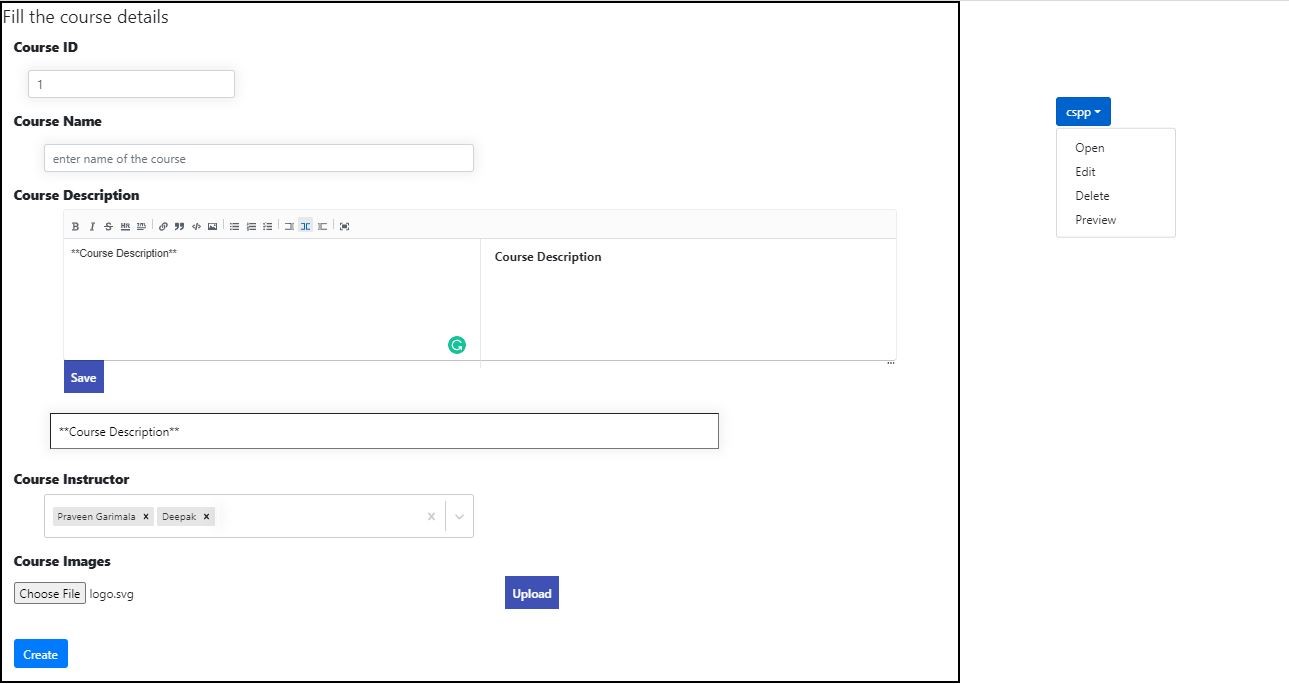 Fill the course details
Course ID
1
Course Name
enter name of the course
Course Description
B I S HR
**Course Description**
Course Description
Save
**Course Description**
Course Instructor
Praveen Garimala x Deepak x
Course Images
Choose File logo.svg
Upload
Create
cspp
Open
Edit
Delete
Preview